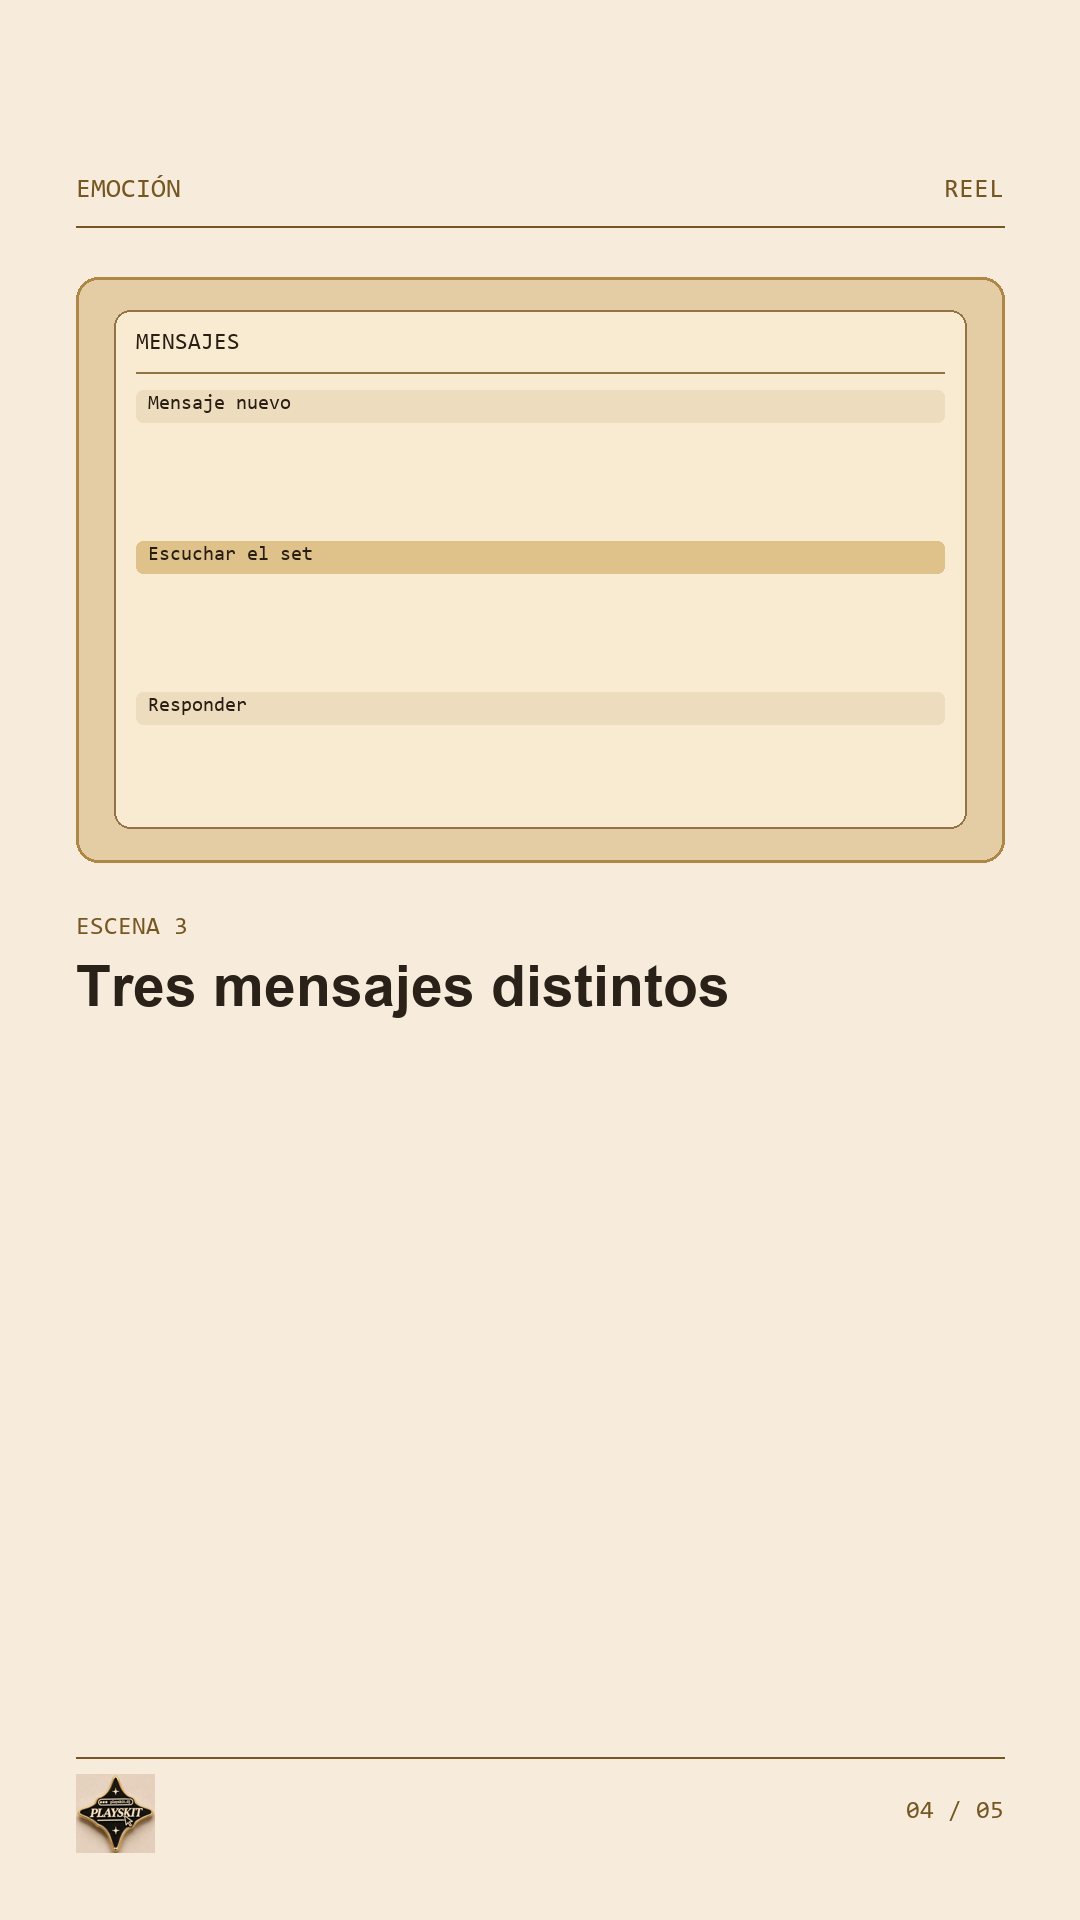 EMOCIÓN
REEL
MENSAJES
Mensaje nuevo
Escuchar el set
Responder
ESCENA 3
Tres mensajes distintos
PLAYSKIT
04 / 05